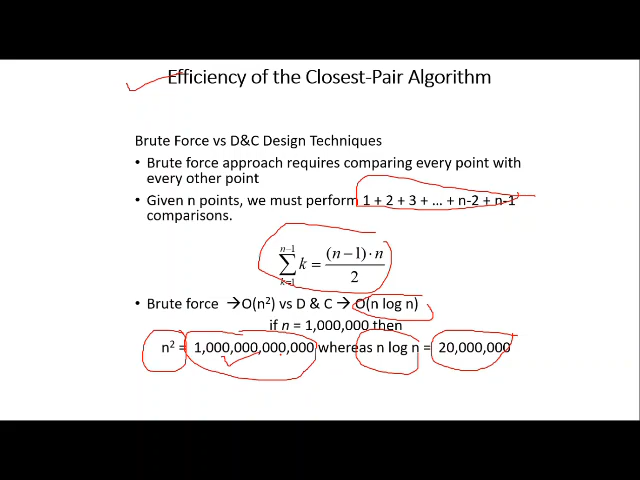 Efficiency of the Closest-Pair Algorithm
Brute Force vs D&C Design Techniques
• Brute force approach requires comparing every point with
every other point
• Given n points, we must perform 1 + 2 + 3 + … + n-2 + n-1
comparisons.
n−1
∑ k = (n−1)·n / 2
k=1
• Brute force →O(n²) vs D & C → O(n log n)
if n = 1,000,000 then
n² = 1,000,000,000,000 whereas n log n = 20,000,000